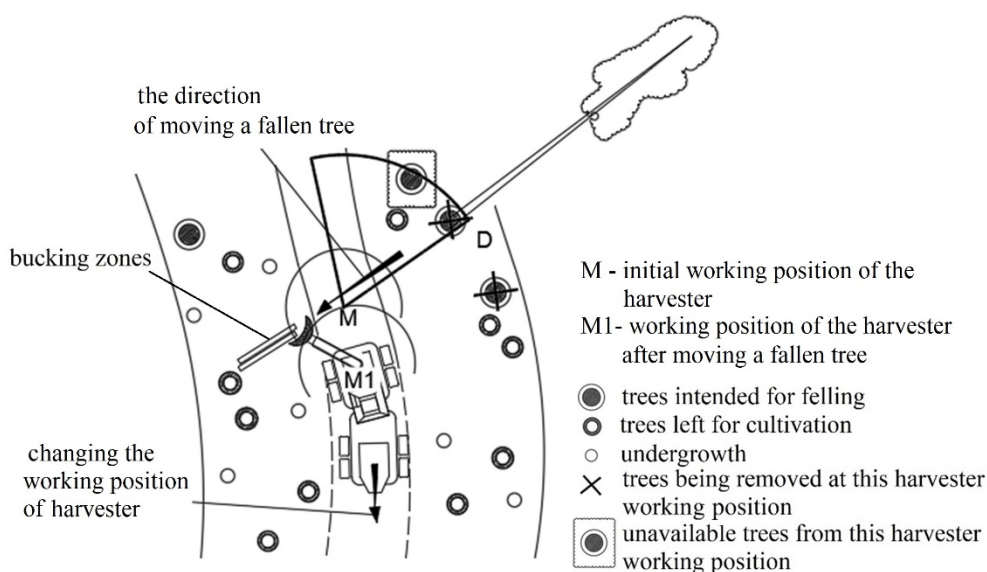 the direction
of moving a fallen tree
bucking zones
D
M
M1
changing the
working position
of harvester
M - initial working position of the
harvester
M1- working position of the harvester
after moving a fallen tree
trees intended for felling
trees left for cultivation
undergrowth
trees being removed at this harvester
working position
unavailable trees from this harvester
working position